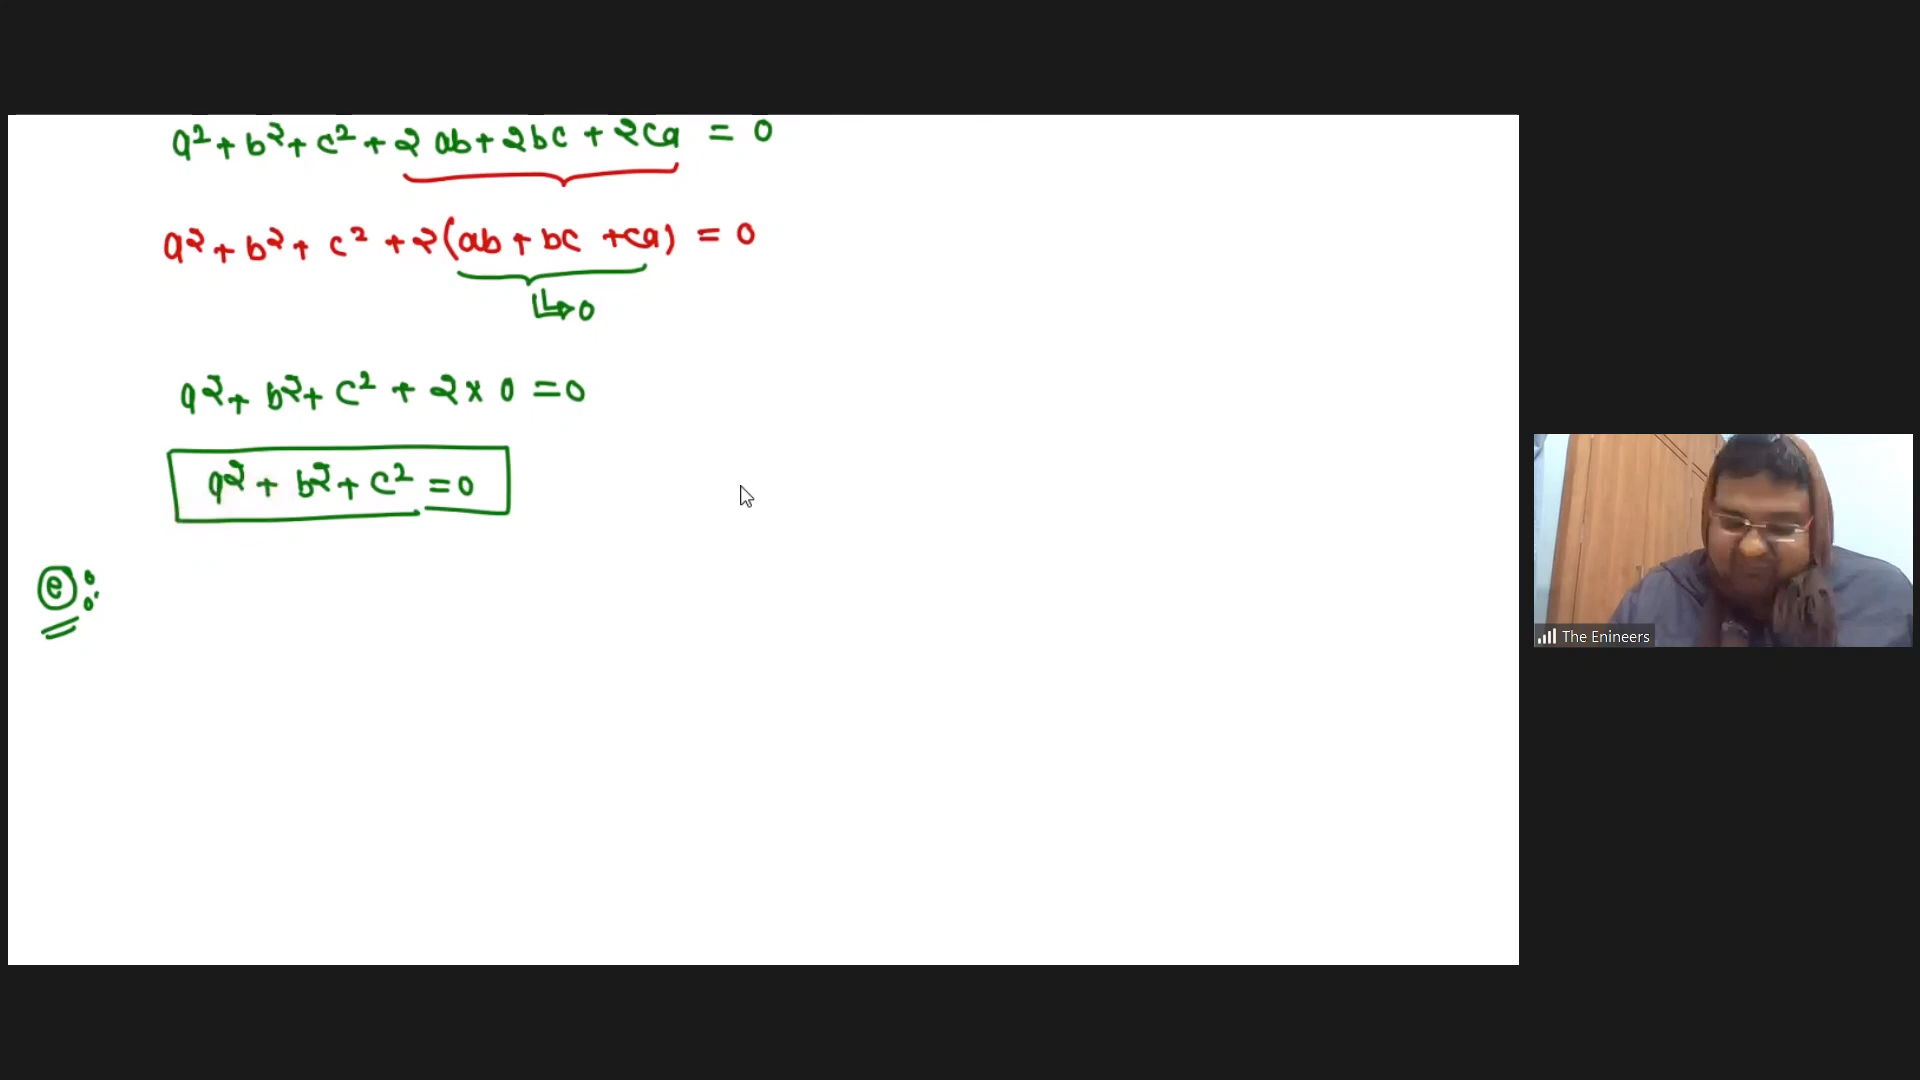 a² + b² + c² + 2ab + 2bc + 2ca = 0
a² + b² + c² + 2(ab + bc + ca) = 0
↳ 0
a² + b² + c² + 2 × 0 = 0
a² + b² + c² = 0
e :
The Enineers